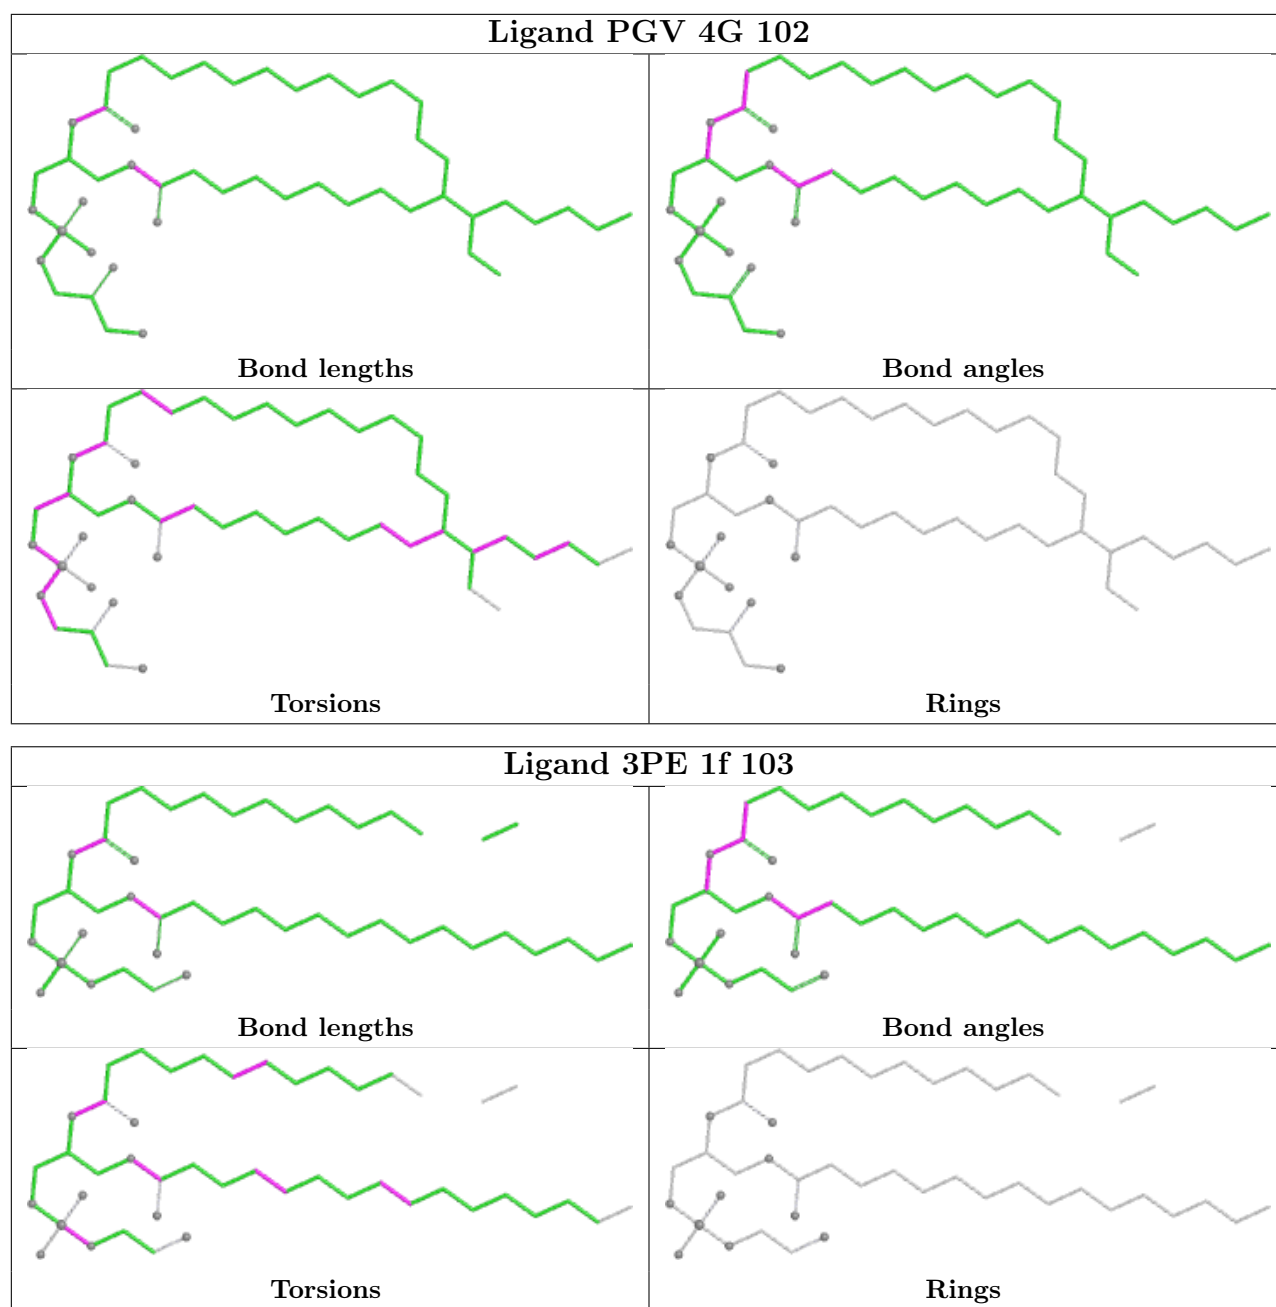 Ligand PGV 4G 102
Bond lengths
Bond angles
Torsions
Rings
Ligand 3PE 1f 103
Bond lengths
Bond angles
Torsions
Rings